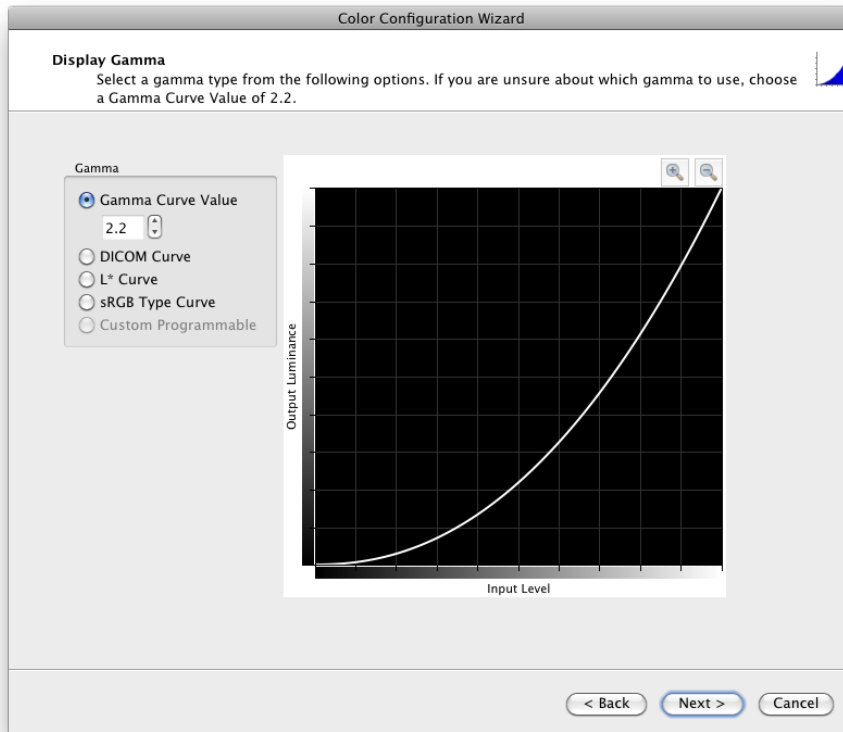 Color Configuration Wizard
Display Gamma
Select a gamma type from the following options. If you are unsure about which gamma to use, choose
a Gamma Curve Value of 2.2.
Gamma
Gamma Curve Value
2.2
DICOM Curve
L* Curve
sRGB Type Curve
Custom Programmable
Output Luminance
Input Level
< Back
Next >
Cancel